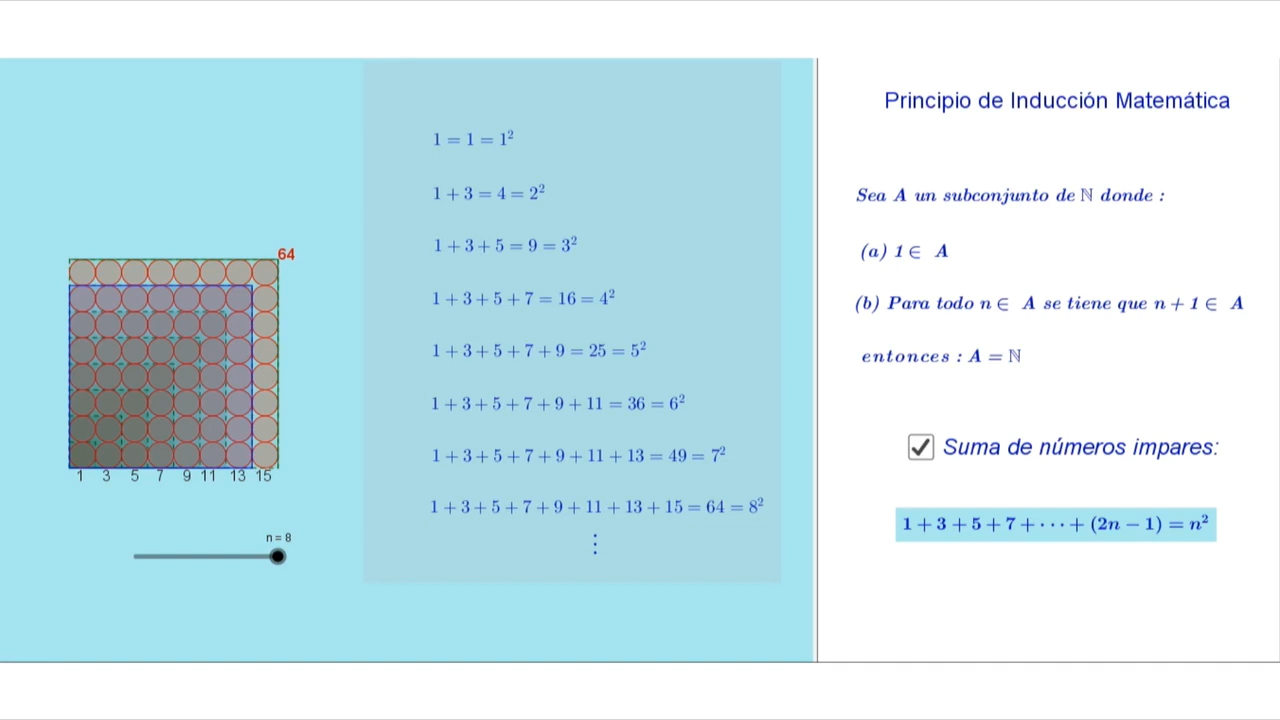 64
1 3 5 7 9 11 13 15
n = 8
1 = 1 = 1²
1 + 3 = 4 = 2²
1 + 3 + 5 = 9 = 3²
1 + 3 + 5 + 7 = 16 = 4²
1 + 3 + 5 + 7 + 9 = 25 = 5²
1 + 3 + 5 + 7 + 9 + 11 = 36 = 6²
1 + 3 + 5 + 7 + 9 + 11 + 13 = 49 = 7²
1 + 3 + 5 + 7 + 9 + 11 + 13 + 15 = 64 = 8²
⋮
Principio de Inducción Matemática
Sea A un subconjunto de ℕ donde :
(a) 1 ∈ A
(b) Para todo n ∈ A se tiene que n + 1 ∈ A
entonces : A = ℕ
Suma de números impares:
1 + 3 + 5 + 7 + · · · + (2n − 1) = n²